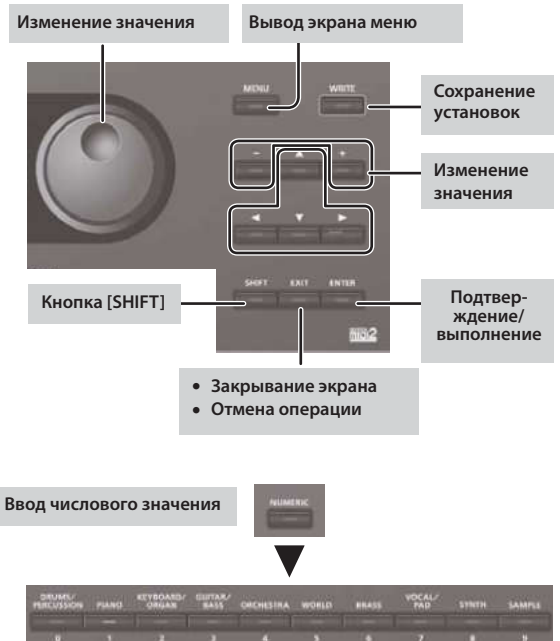 Изменение значения
Вывод экрана меню
MENU
WRITE
Сохранение
установок
− ▲ +
Изменение
значения
◄ ▼ ►
Кнопка [SHIFT]
SHIFT EXIT ENTER
Подтвер-
ждение/
выполнение
• Закрывание экрана
• Отмена операции
Ввод числового значения
NUMERIC
DRUMS/
PERCUSSION PIANO KEYBOARD/
ORGAN GUITAR/
BASS ORCHESTRA WORLD BRASS VOCAL/
PAD SYNTH SAMPLE
0 1 2 3 4 5 6 7 8 9